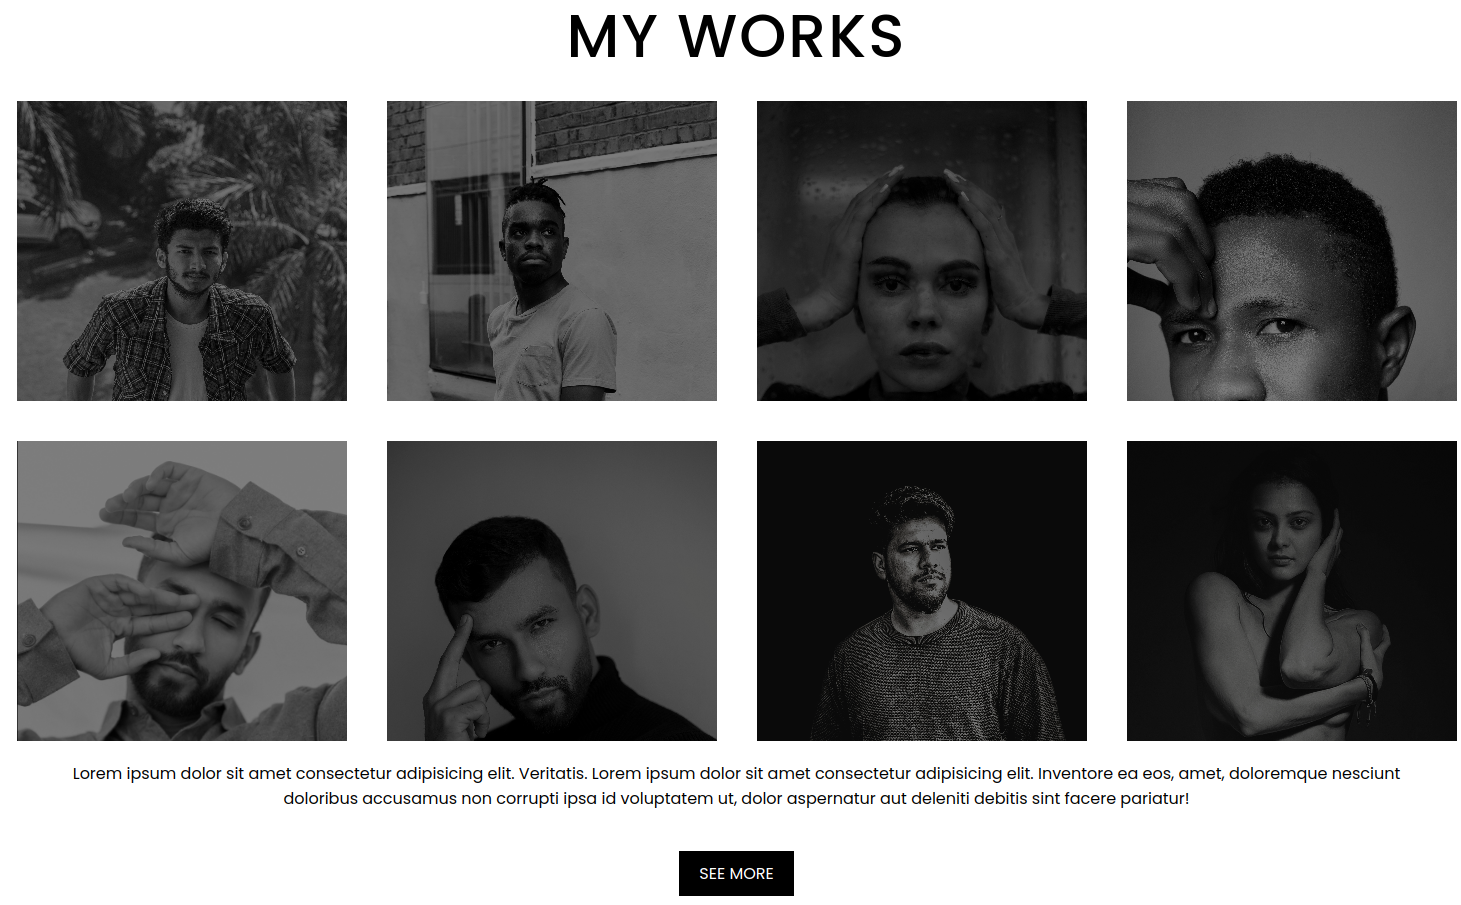 MY WORKS
Lorem ipsum dolor sit amet consectetur adipisicing elit. Veritatis. Lorem ipsum dolor sit amet consectetur adipisicing elit. Inventore ea eos, amet, doloremque nesciunt
doloribus accusamus non corrupti ipsa id voluptatem ut, dolor aspernatur aut deleniti debitis sint facere pariatur!
SEE MORE